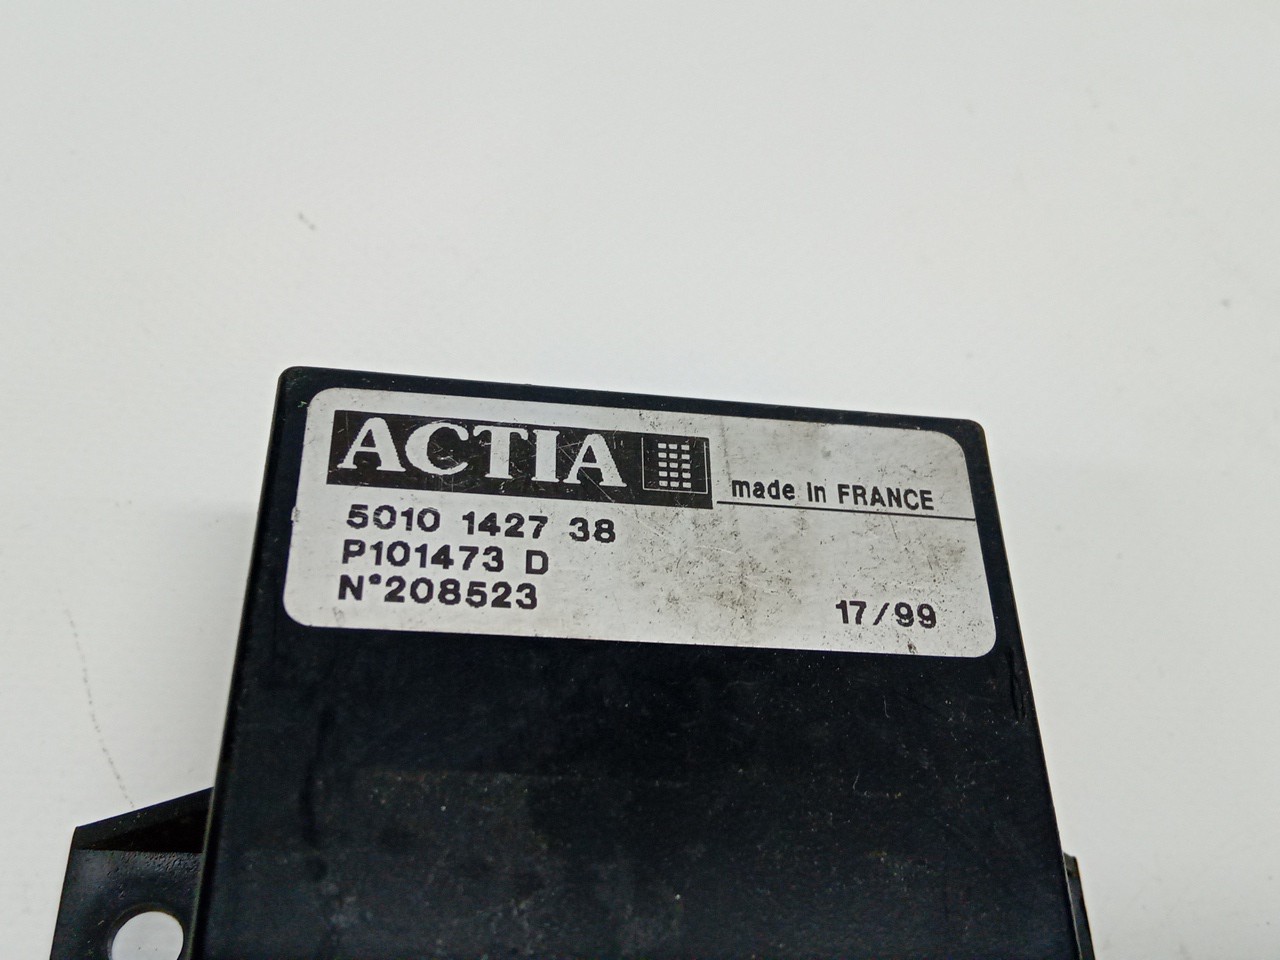 ACTIA
made in FRANCE
5010 1427 38
P101473 D
N°208523
17/99